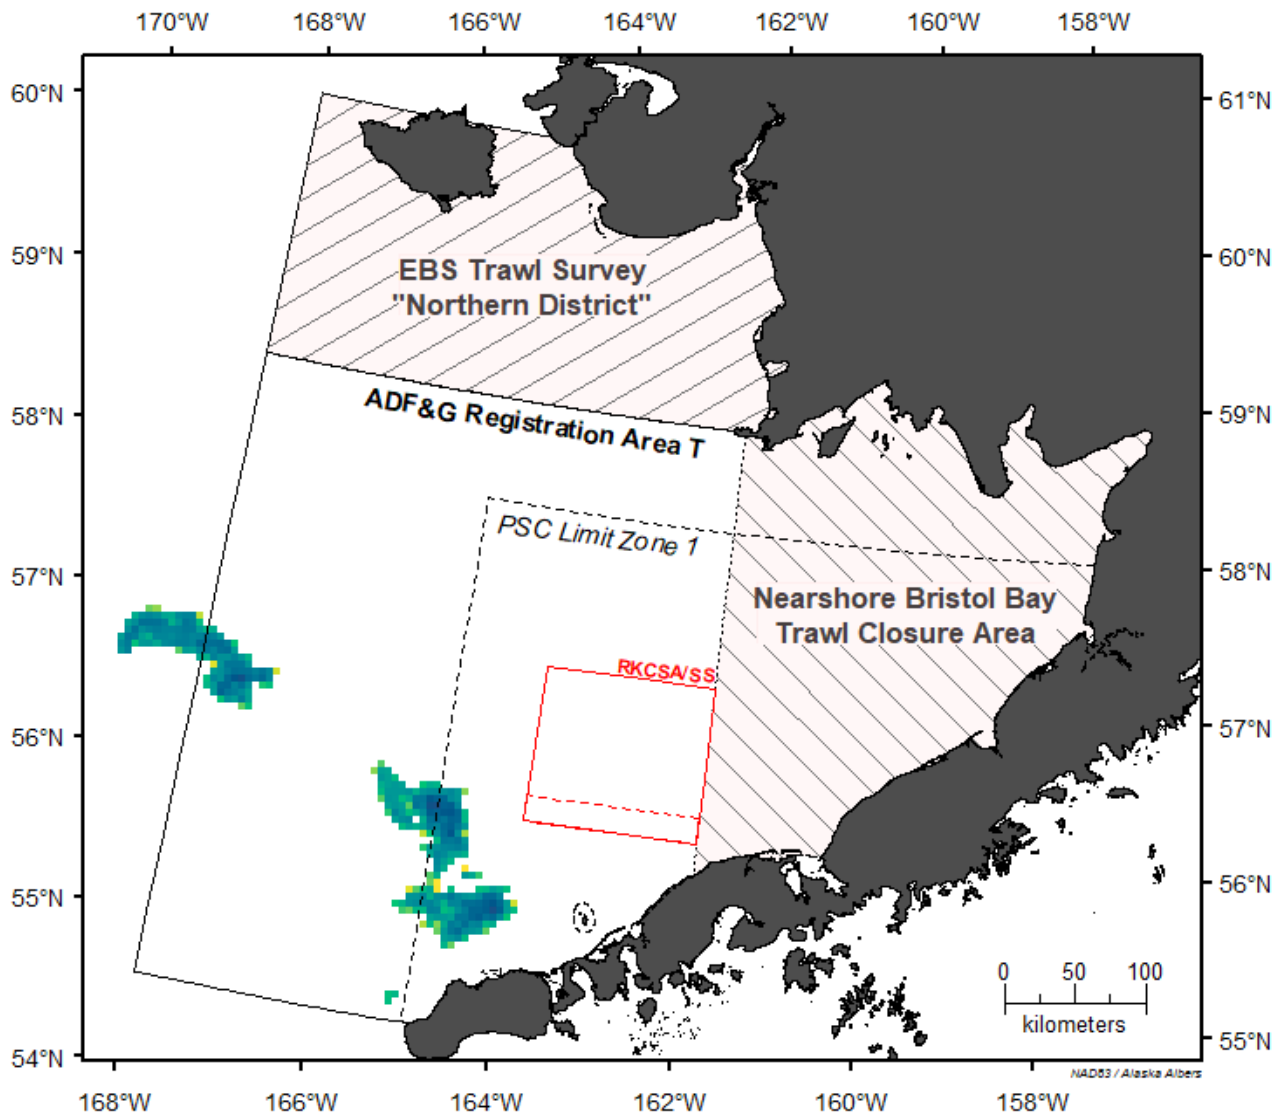 170°W 168°W 166°W 164°W 162°W 160°W 158°W
60°N
61°N
EBS Trawl Survey
"Northern District"
59°N
60°N
ADF&G Registration Area T
58°N
59°N
PSC Limit Zone 1
57°N
58°N
Nearshore Bristol Bay
Trawl Closure Area
RKCSA/SS
56°N
57°N
55°N
56°N
0 50 100
kilometers
54°N
55°N
NAD83 / Alaska Albers
168°W 166°W 164°W 162°W 160°W 158°W